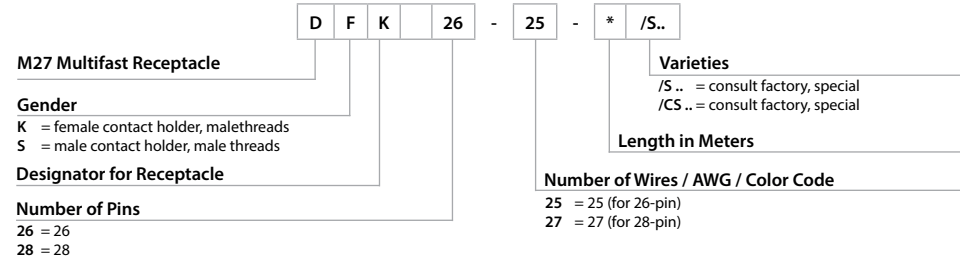 D F K 26 - 25 - * /S..
M27 Multifast Receptacle
Gender
K = female contact holder, malethreads
S = male contact holder, male threads
Designator for Receptacle
Number of Pins
26 = 26
28 = 28
Varieties
/S .. = consult factory, special
/CS .. = consult factory, special
Length in Meters
Number of Wires / AWG / Color Code
25 = 25 (for 26-pin)
27 = 27 (for 28-pin)